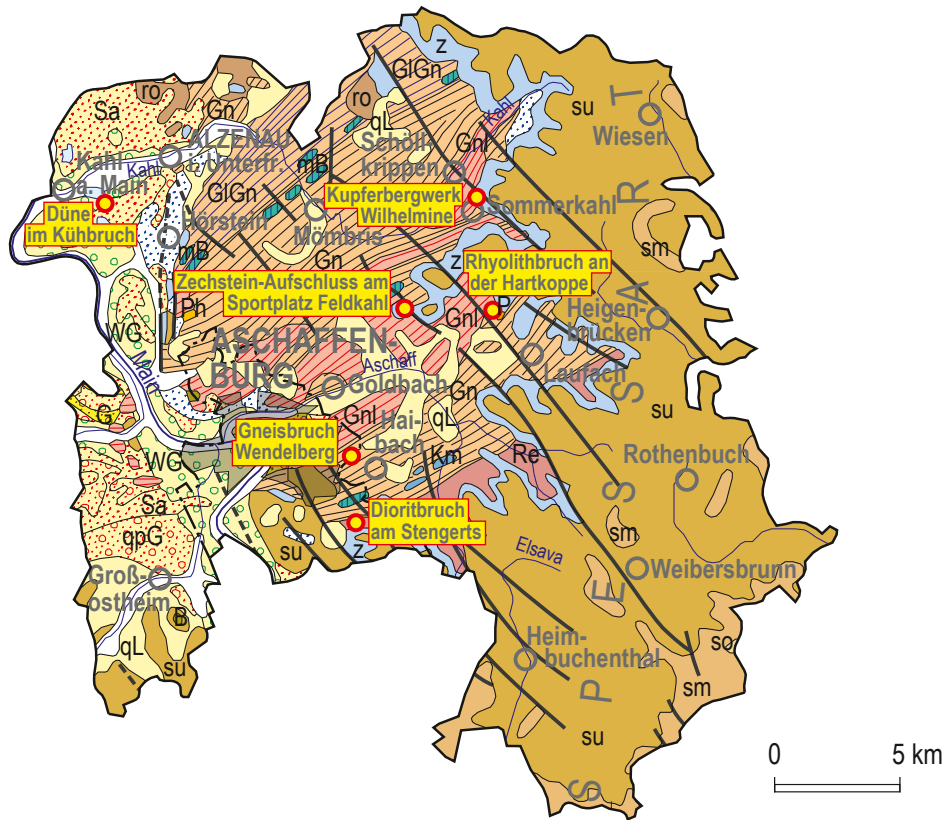 z
GlGn
su
T
ro
Sa
Gn
ro
qL
Kahl
Wiesen
ALZENAU
i. Unterfr.
Schöll-
krippen
Gnl
mB
Kahl
a. Main
Kahl
R
GlGn
Kupferbergwerk
Wilhelmine
Sommerkahl
Düne
im Kühbruch
Hörstein
Mömbris
sm
mB
Gn
z
Rhyolithbruch an
der Hartkoppe
Zechstein-Aufschluss am
Sportplatz Feldkahl
A
Ph
P
Heigen-
brücken
Gnl
WG
ASCHAFFEN-
BURG
Main
Aschaff
Laufach
S
Goldbach
Gn
G
Gnl
Hai-
bach
qL
su
Gneisbruch
Wendelberg
WG
Km
Re
Rothenbuch
S
Sa
Dioritbruch
am Stengerts
sm
qpG
su
z
Elsava
E
Weibersbrunn
Groß-
ostheim
B
qL
su
Heim-
buchenthal
so
sm
P
su
S
0 5 km